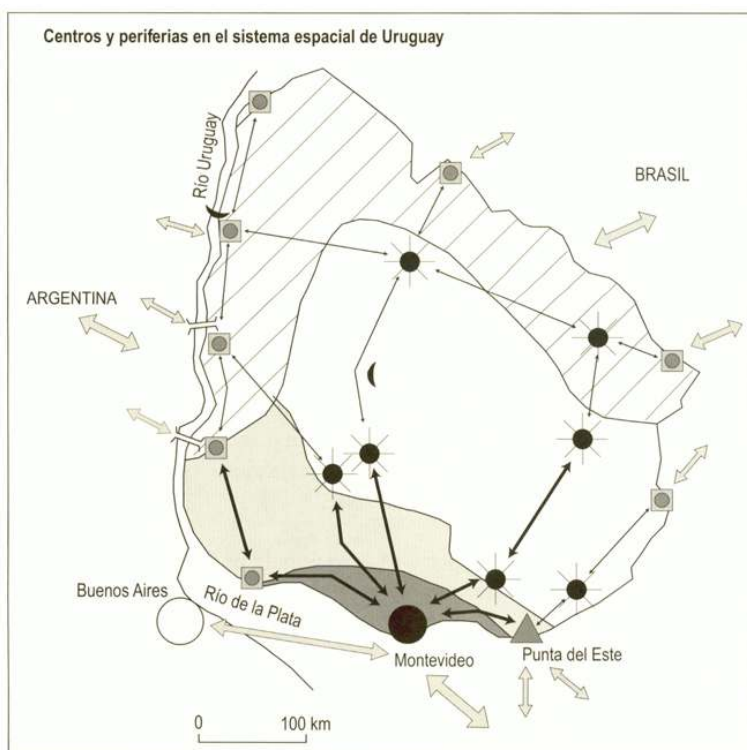 Centros y periferias en el sistema espacial de Uruguay
Río Uruguay
BRASIL
ARGENTINA
Buenos Aires
Río de la Plata
Montevideo
Punta del Este
0 100 km